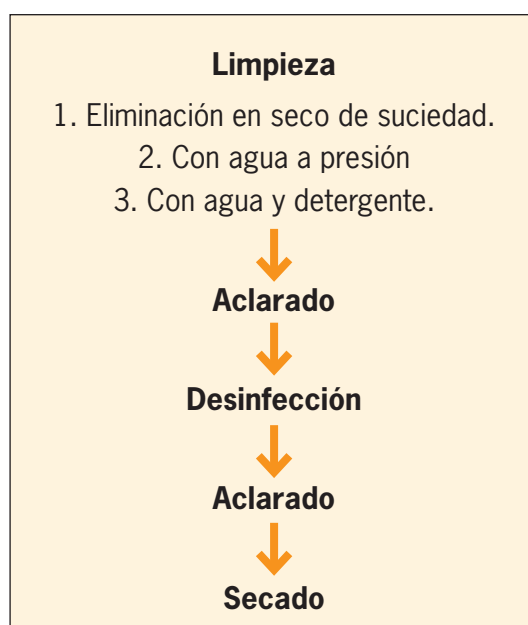 Limpieza
1. Eliminación en seco de suciedad.
2. Con agua a presión
3. Con agua y detergente.
Aclarado
Desinfección
Aclarado
Secado